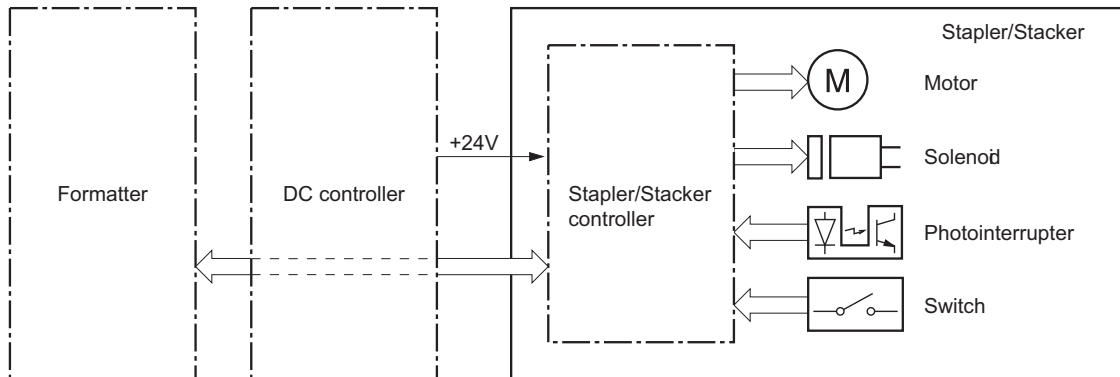 Stapler/Stacker
M
Motor
+24V
Solenoid
Formatter
DC controller
Stapler/Stacker
controller
Photointerrupter
Switch